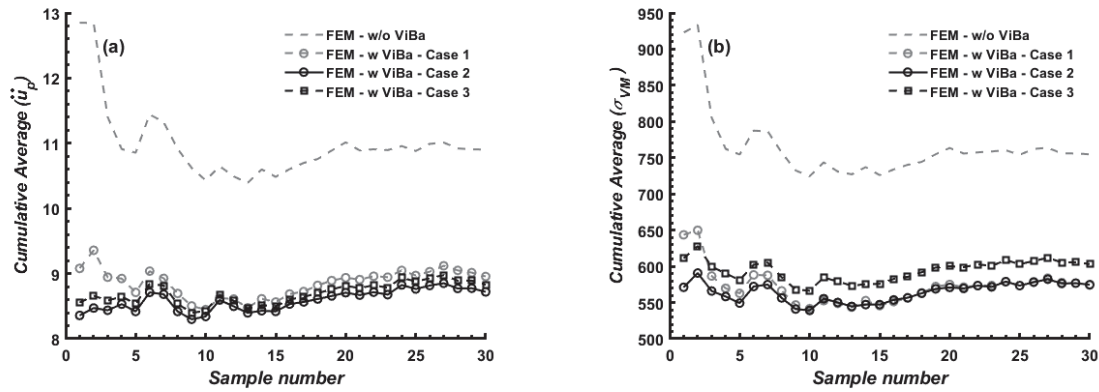 (a)
FEM - w/o ViBa
FEM - w ViBa - Case 1
FEM - w ViBa - Case 2
FEM - w ViBa - Case 3
Cumulative Average (ü_p)
13
12
11
10
9
8
0 5 10 15 20 25 30
Sample number
(b)
FEM - w/o ViBa
FEM - w ViBa - Case 1
FEM - w ViBa - Case 2
FEM - w ViBa - Case 3
Cumulative Average (σ_VM)
950
900
850
800
750
700
650
600
550
500
0 5 10 15 20 25 30
Sample number